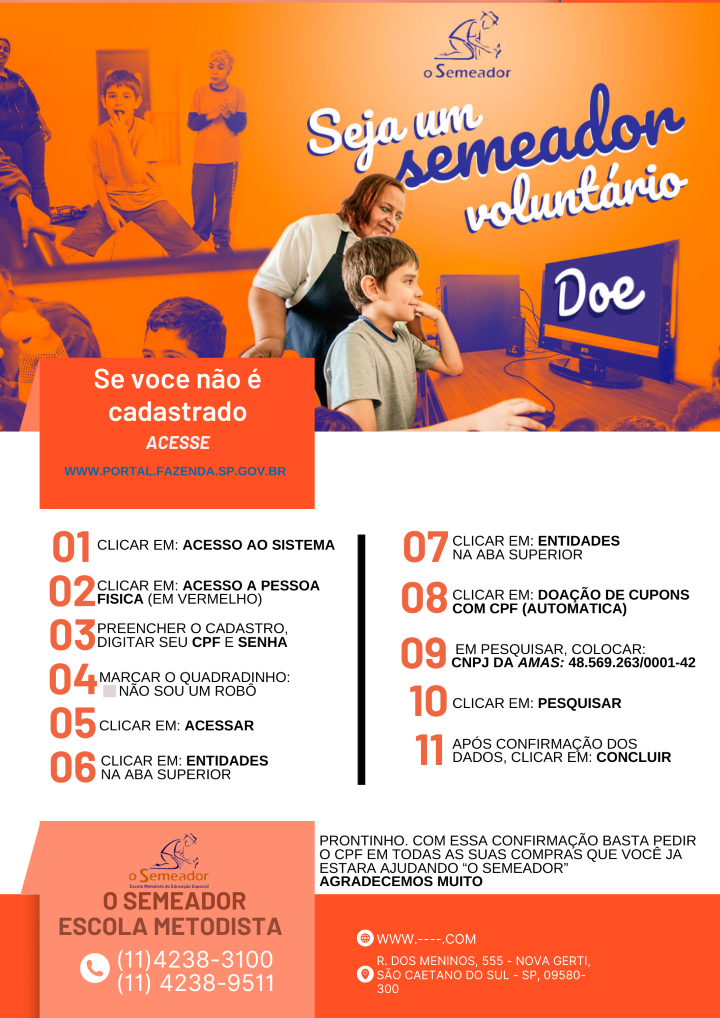 o Semeador
Seja um
semeador
voluntário
Doe
Se voce não é
cadastrado
ACESSE
WWW.PORTAL.FAZENDA.SP.GOV.BR
01 CLICAR EM: ACESSO AO SISTEMA
02 CLICAR EM: ACESSO A PESSOA
FISICA (EM VERMELHO)
03 PREENCHER O CADASTRO,
DIGITAR SEU CPF E SENHA
04 MARCAR O QUADRADINHO:
NÃO SOU UM ROBÔ
05 CLICAR EM: ACESSAR
06 CLICAR EM: ENTIDADES
NA ABA SUPERIOR
07 CLICAR EM: ENTIDADES
NA ABA SUPERIOR
08 CLICAR EM: DOAÇÃO DE CUPONS
COM CPF (AUTOMATICA)
09 EM PESQUISAR, COLOCAR:
CNPJ DA AMAS: 48.569.263/0001-42
10 CLICAR EM: PESQUISAR
11 APÓS CONFIRMAÇÃO DOS
DADOS, CLICAR EM: CONCLUIR
PRONTINHO. COM ESSA CONFIRMAÇÃO BASTA PEDIR
O CPF EM TODAS AS SUAS COMPRAS QUE VOCÊ JA
ESTARA AJUDANDO “O SEMEADOR”
AGRADECEMOS MUITO
o Semeador
Escola Metodista de Educação Especial
O SEMEADOR
ESCOLA METODISTA
(11)4238-3100
(11) 4238-9511
WWW.----.COM
R. DOS MENINOS, 555 - NOVA GERTI,
SÃO CAETANO DO SUL - SP, 09580-
300